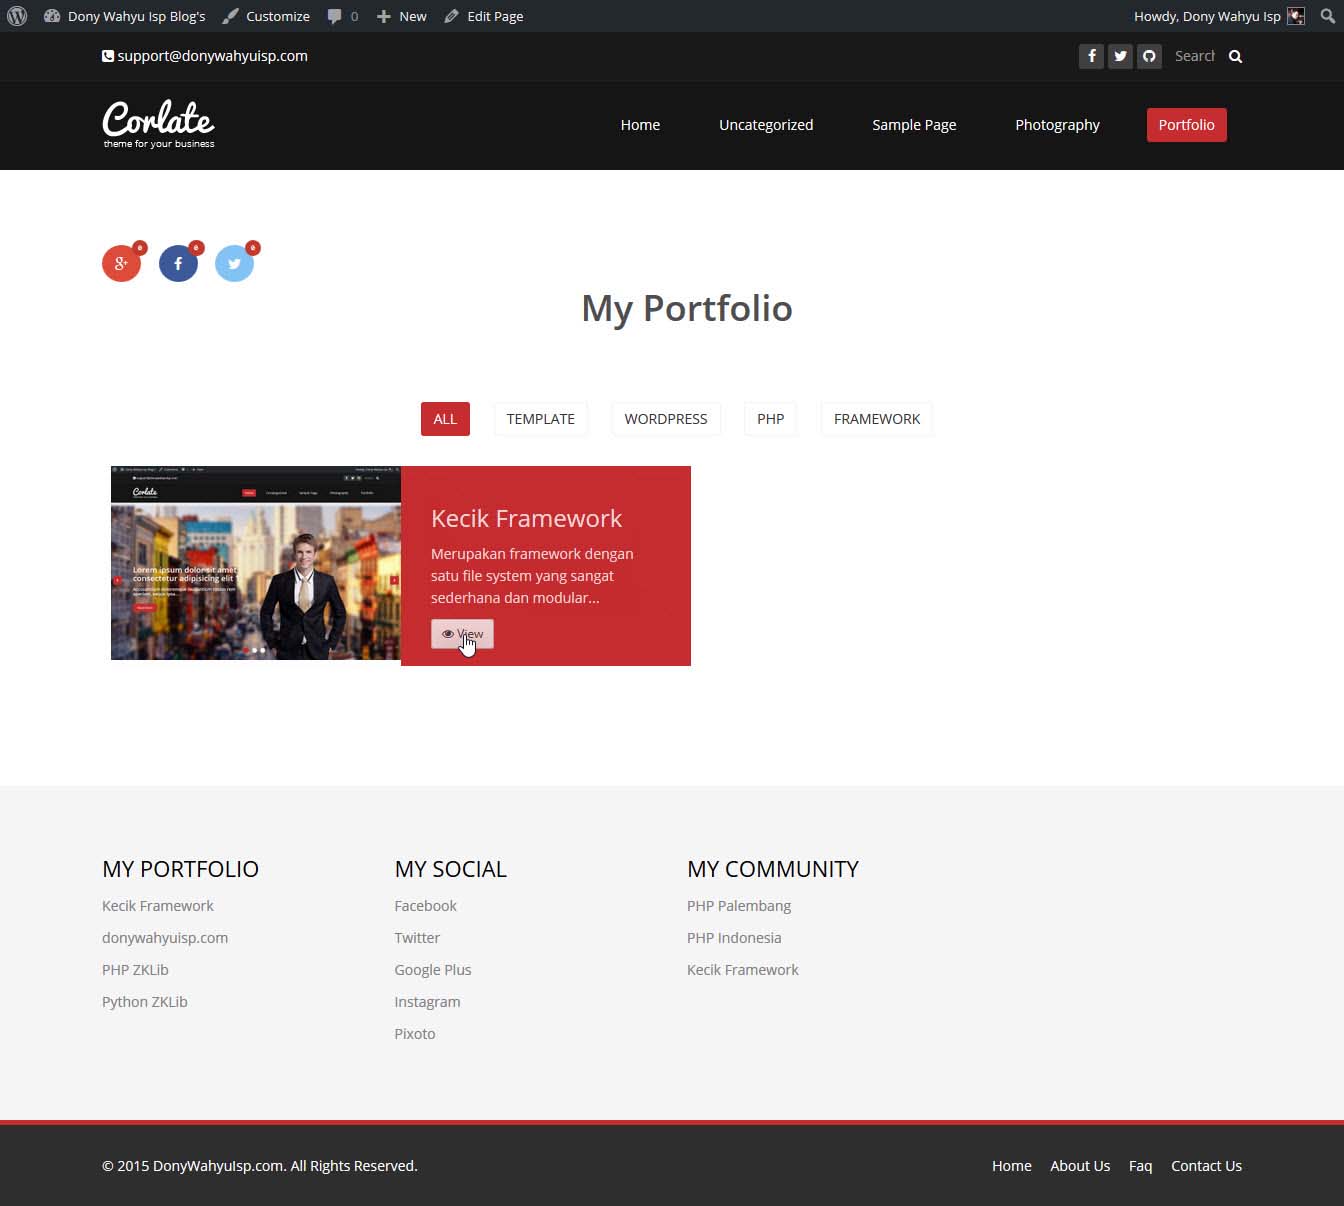 Dony Wahyu Isp Blog's Customize 0 New Edit Page Howdy, Dony Wahyu Isp
support@donywahyuisp.com Search
Corlate Home Uncategorized Sample Page Photography Portfolio
theme for your business
0 0 0
My Portfolio
ALL TEMPLATE WORDPRESS PHP FRAMEWORK
Corlate
Lorem ipsum dolor sit amet
consectetur adipisicing elit
Kecik Framework
Merupakan framework dengan
satu file system yang sangat
sederhana dan modular...
View
MY PORTFOLIO MY SOCIAL MY COMMUNITY
Kecik Framework Facebook PHP Palembang
donywahyuisp.com Twitter PHP Indonesia
PHP ZKLib Google Plus Kecik Framework
Python ZKLib Instagram
Pixoto
© 2015 DonyWahyuIsp.com. All Rights Reserved. Home About Us Faq Contact Us